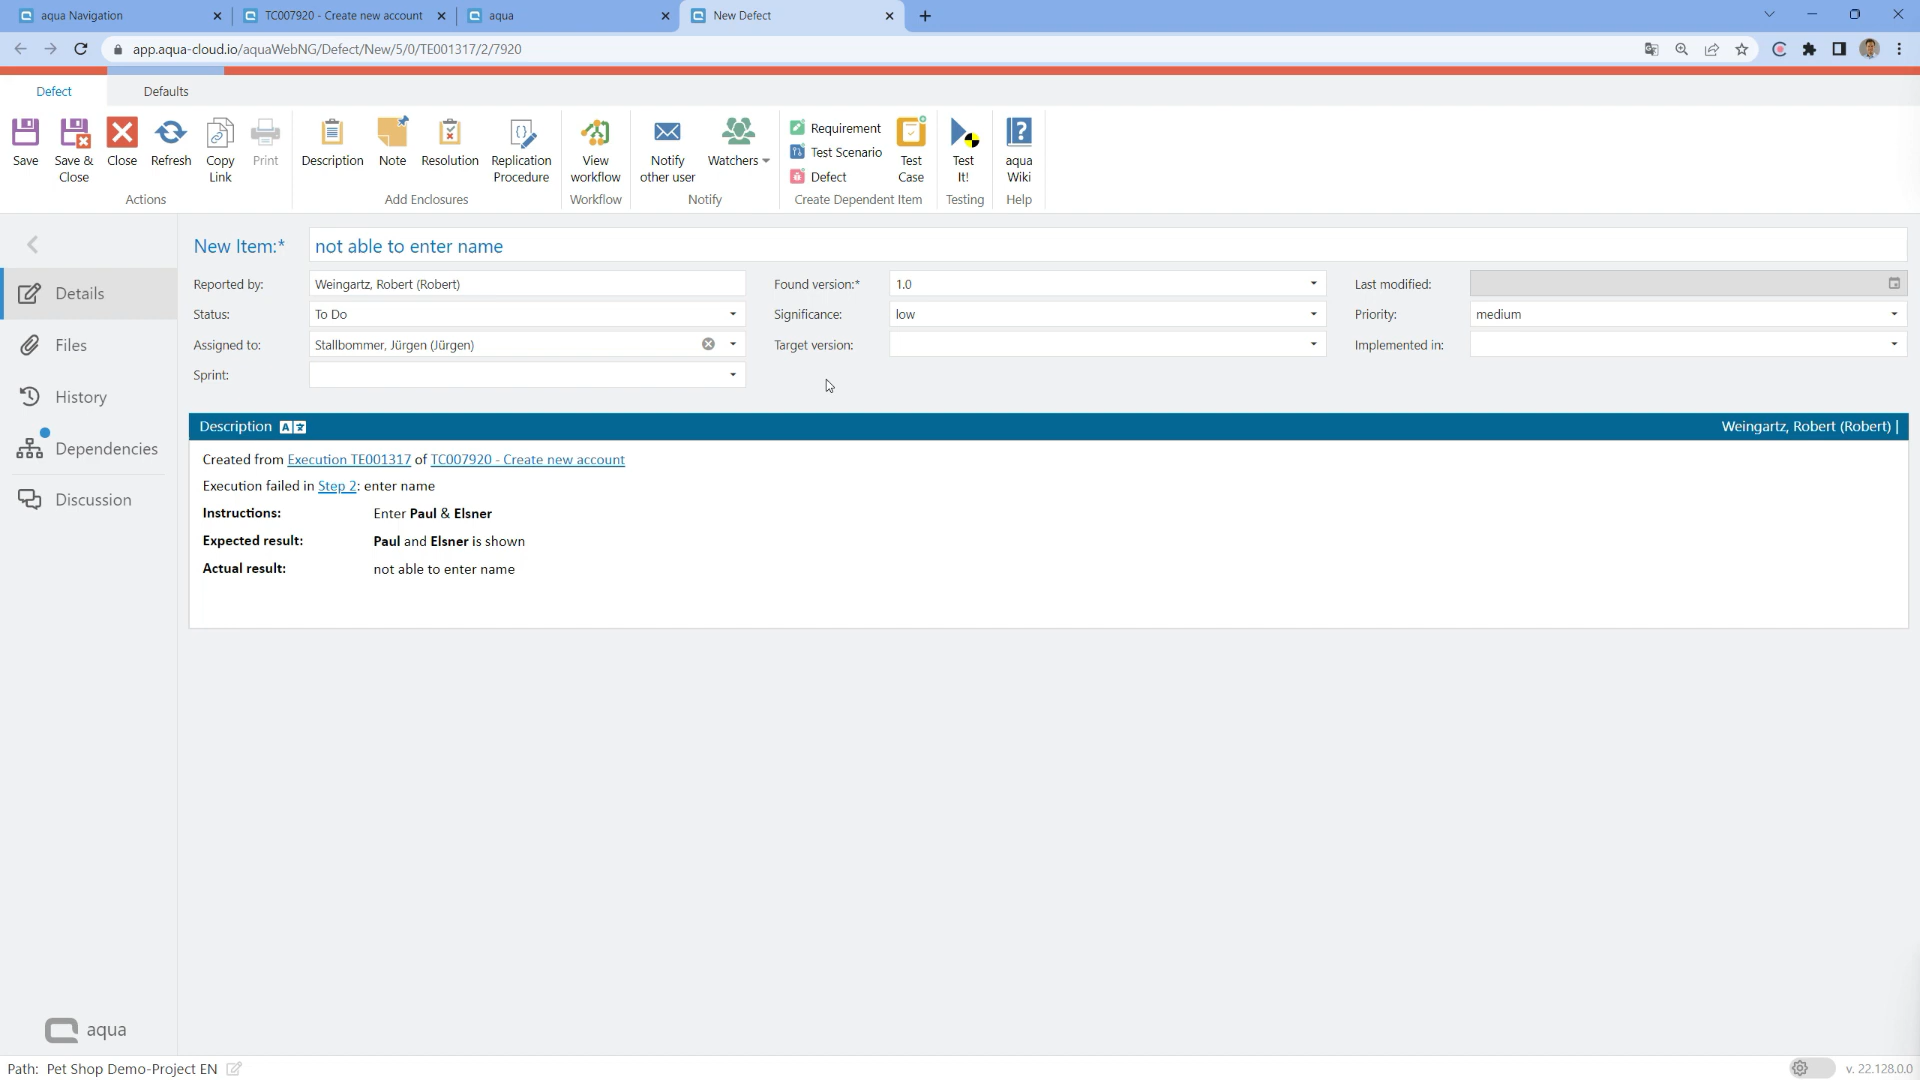 aqua Navigation
TC007920 - Create new account
aqua
New Defect
app.aqua-cloud.io/aquaWebNG/Defect/New/5/0/TE001317/2/7920
Defect
Defaults
Save
Save & Close
Close
Refresh
Copy Link
Print
Actions
Description
Note
Resolution
Replication Procedure
Add Enclosures
View workflow
Workflow
Notify other user
Watchers
Notify
Requirement
Test Scenario
Defect
Test Case
Create Dependent Item
Test It!
Testing
aqua Wiki
Help
New Item:* not able to enter name
Reported by: Weingartz, Robert (Robert)
Found version:* 1.0
Last modified:
Status: To Do
Significance: low
Priority: medium
Assigned to: Stallbommer, Jürgen (Jürgen)
Target version:
Implemented in:
Sprint:
Details
Files
History
Dependencies
Discussion
Description
Weingartz, Robert (Robert) |
Created from Execution TE001317 of TC007920 - Create new account
Execution failed in Step 2: enter name
Instructions: Enter Paul & Elsner
Expected result: Paul and Elsner is shown
Actual result: not able to enter name
aqua
Path: Pet Shop Demo-Project EN
v. 22.128.0.0